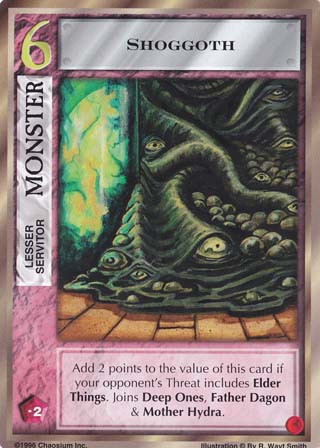 6
SHOGGOTH
MONSTER
LESSER
SERVITOR
Add 2 points to the value of this card if
your opponent's Threat includes Elder
Things. Joins Deep Ones, Father Dagon
& Mother Hydra.
-2
©1996 Chaosium Inc.
Illustration © By R. Wayt Smith